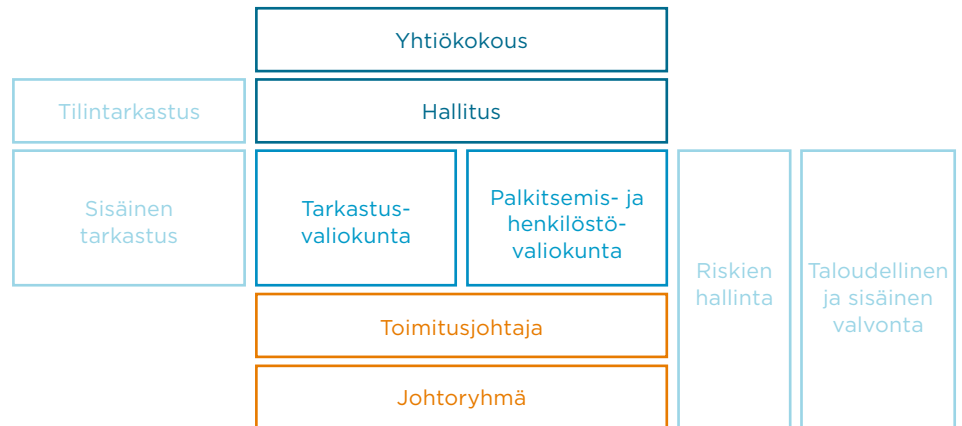 Yhtiökokous
Tilintarkastus
Hallitus
Sisäinen
tarkastus
Tarkastus-
valiokunta
Palkitsemis- ja
henkilöstö-
valiokunta
Riskien
hallinta
Taloudellinen
ja sisäinen
valvonta
Toimitusjohtaja
Johtoryhmä